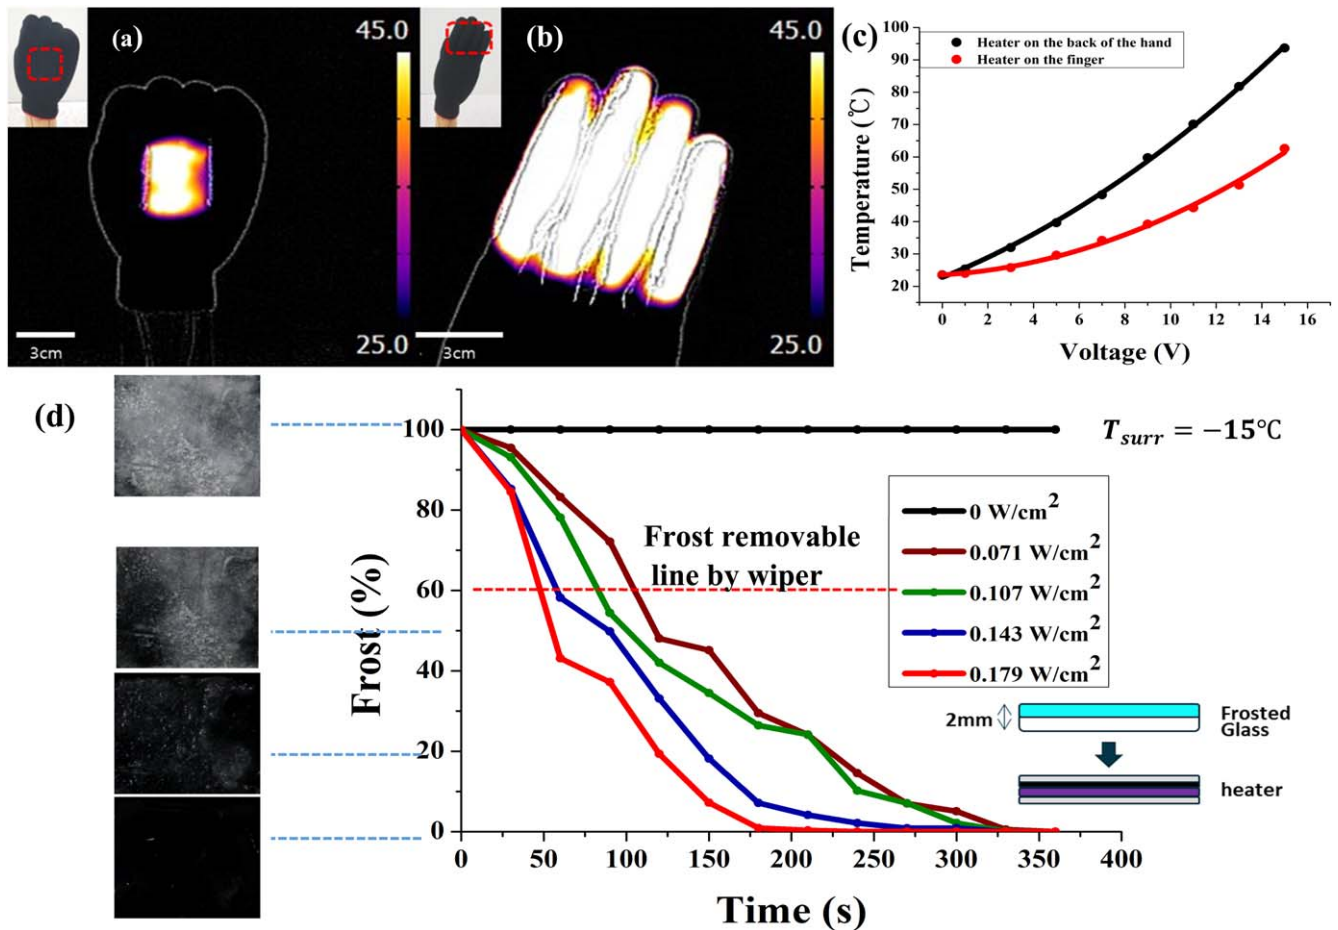 (a)
45.0
25.0
3cm
(b)
45.0
25.0
3cm
(c)
100
90
80
70
60
50
40
30
20
Temperature (℃)
Heater on the back of the hand
Heater on the finger
0 2 4 6 8 10 12 14 16
Voltage (V)
(d)
100
80
60
40
20
0
Frost (%)
T_surr = −15℃
Frost removable
line by wiper
0 W/cm²
0.071 W/cm²
0.107 W/cm²
0.143 W/cm²
0.179 W/cm²
2mm
Frosted
Glass
heater
0 50 100 150 200 250 300 350 400
Time (s)